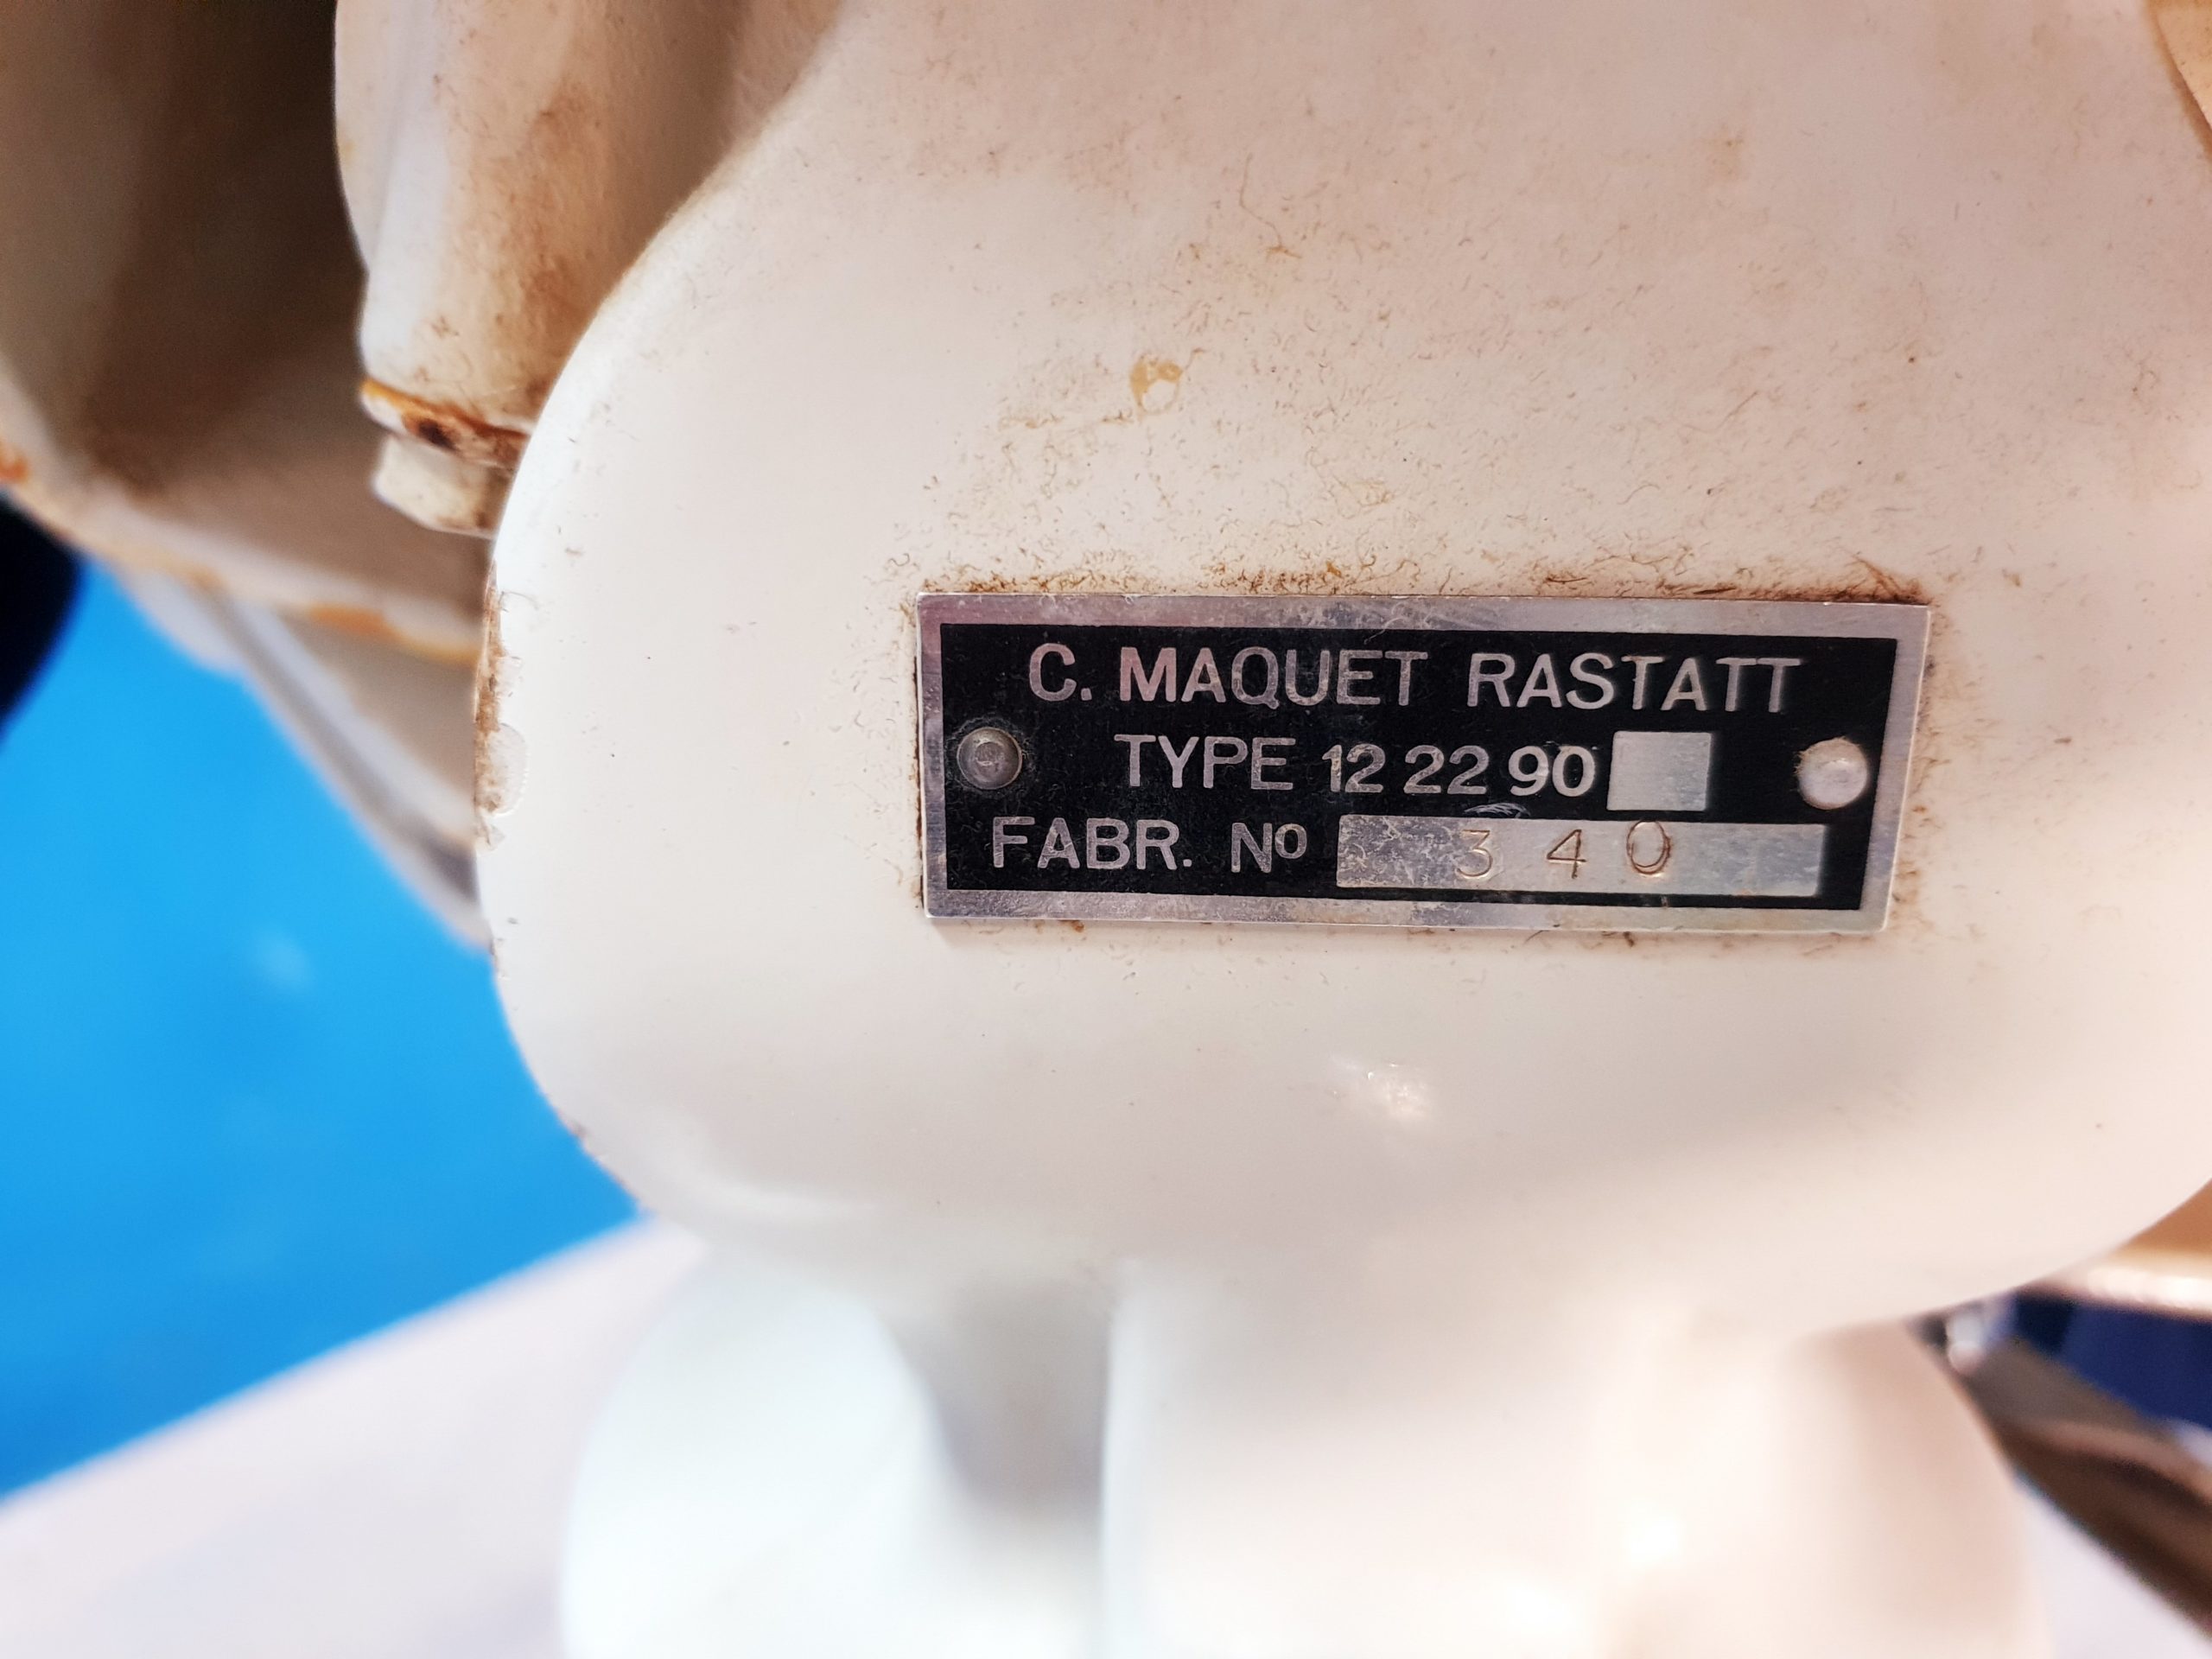 C. MAQUET RASTATT
TYPE 12 22 90
FABR. No 340